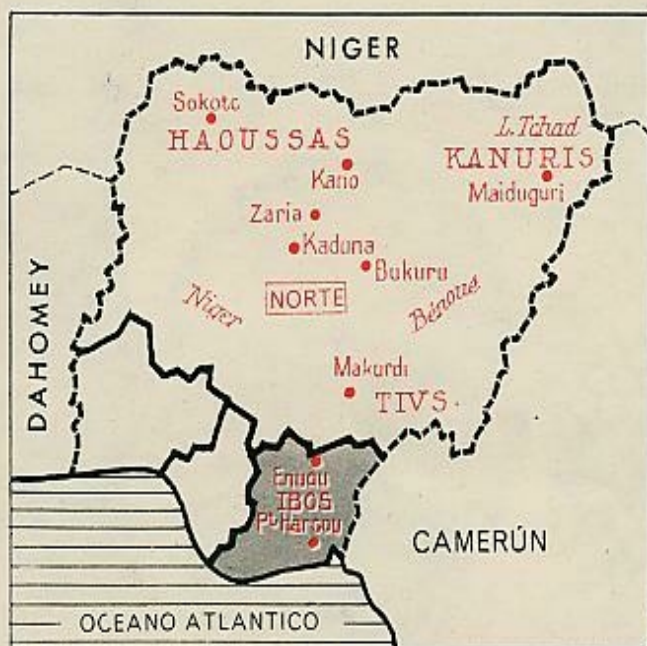 NIGER
Sokoto
HAOUSSAS
L. Tchad
KANURIS
Kano
Maiduguri
Zaria
Kaduna
Bukuru
Niger
NORTE
Bénoué
DAHOMEY
Makurdi
TIVS
Enugu
IBOS
Pt-Harcou
CAMERÚN
OCEANO ATLANTICO